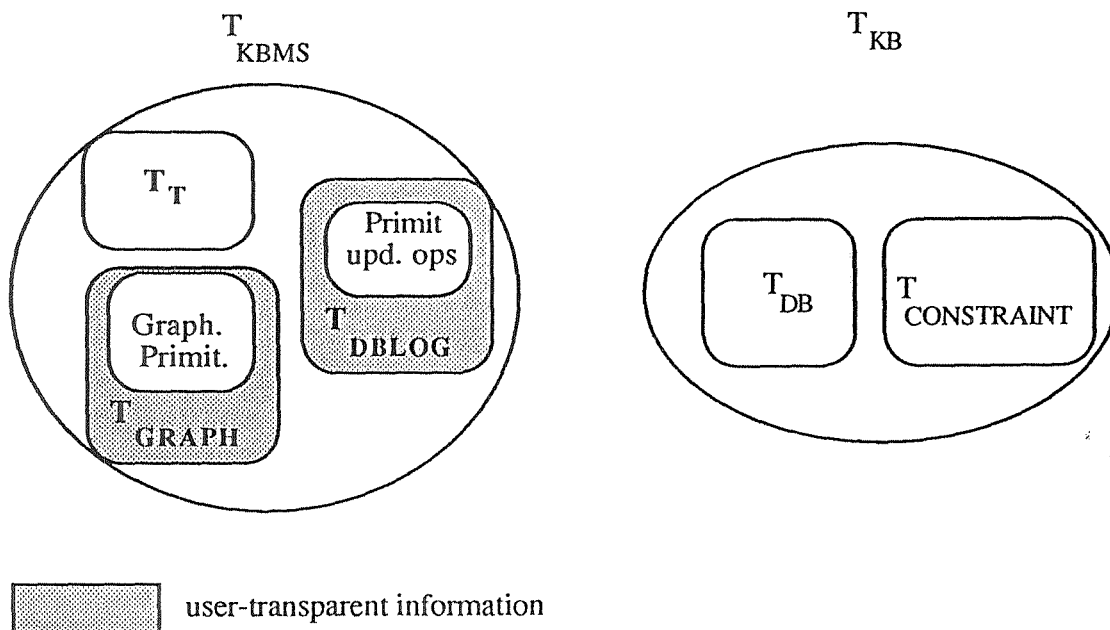 T KBMS
T KB
T T
Primit
upd. ops
T
DBLOG
Graph.
Primit.
T
GRAPH
T DB
T
CONSTRAINT
user-transparent information